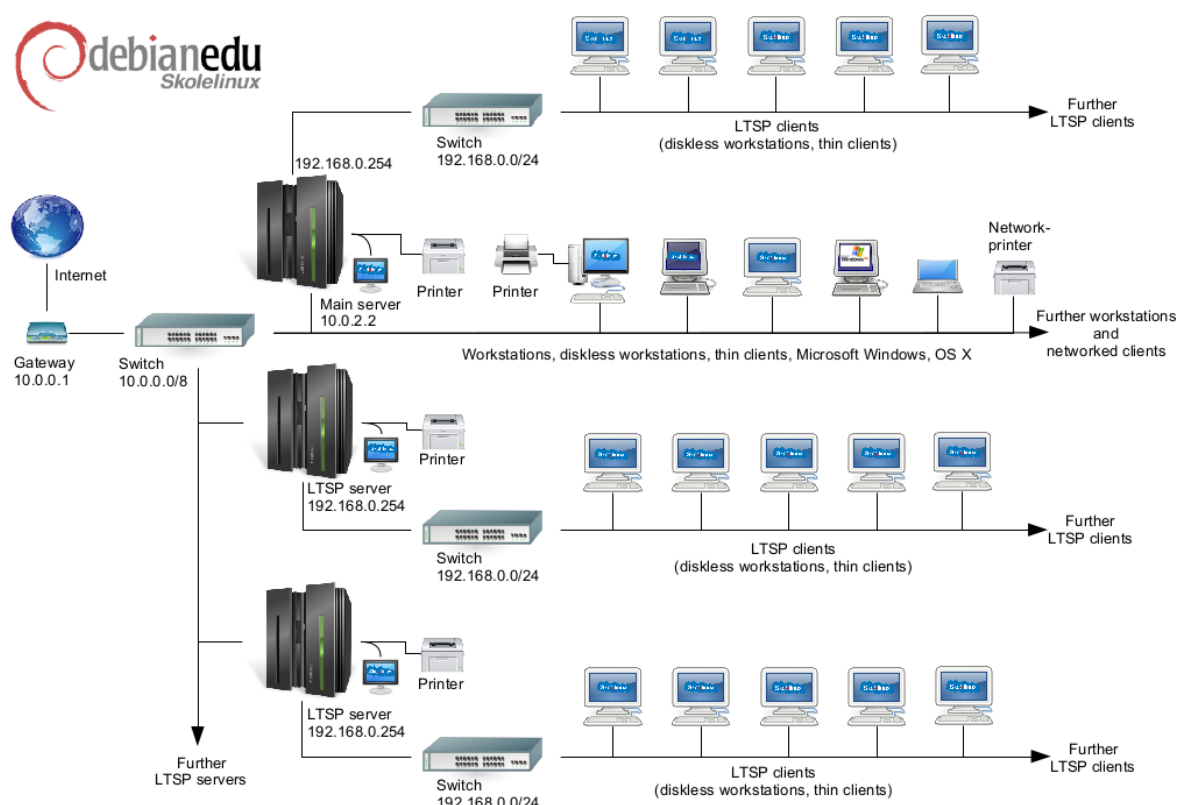 debianedu
Skolelinux
Switch
192.168.0.0/24
LTSP clients
(diskless workstations, thin clients)
Further
LTSP clients
192.168.0.254
Internet
Main server
10.0.2.2
Printer
Printer
Network-
printer
Gateway
10.0.0.1
Switch
10.0.0.0/8
Workstations, diskless workstations, thin clients, Microsoft Windows, OS X
Further workstations
and
networked clients
Printer
LTSP server
192.168.0.254
Switch
192.168.0.0/24
LTSP clients
(diskless workstations, thin clients)
Further
LTSP clients
Printer
LTSP server
192.168.0.254
Switch
192.168.0.0/24
LTSP clients
(diskless workstations, thin clients)
Further
LTSP clients
Further
LTSP servers